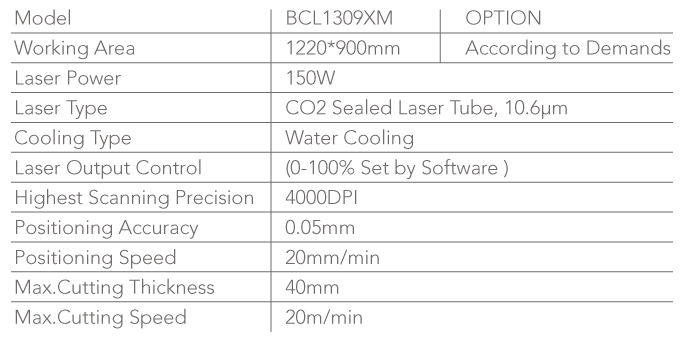 Model BCL1309XM OPTION
Working Area 1220*900mm According to Demands
Laser Power 150W
Laser Type CO2 Sealed Laser Tube, 10.6μm
Cooling Type Water Cooling
Laser Output Control (0-100% Set by Software )
Highest Scanning Precision 4000DPI
Positioning Accuracy 0.05mm
Positioning Speed 20mm/min
Max.Cutting Thickness 40mm
Max.Cutting Speed 20m/min